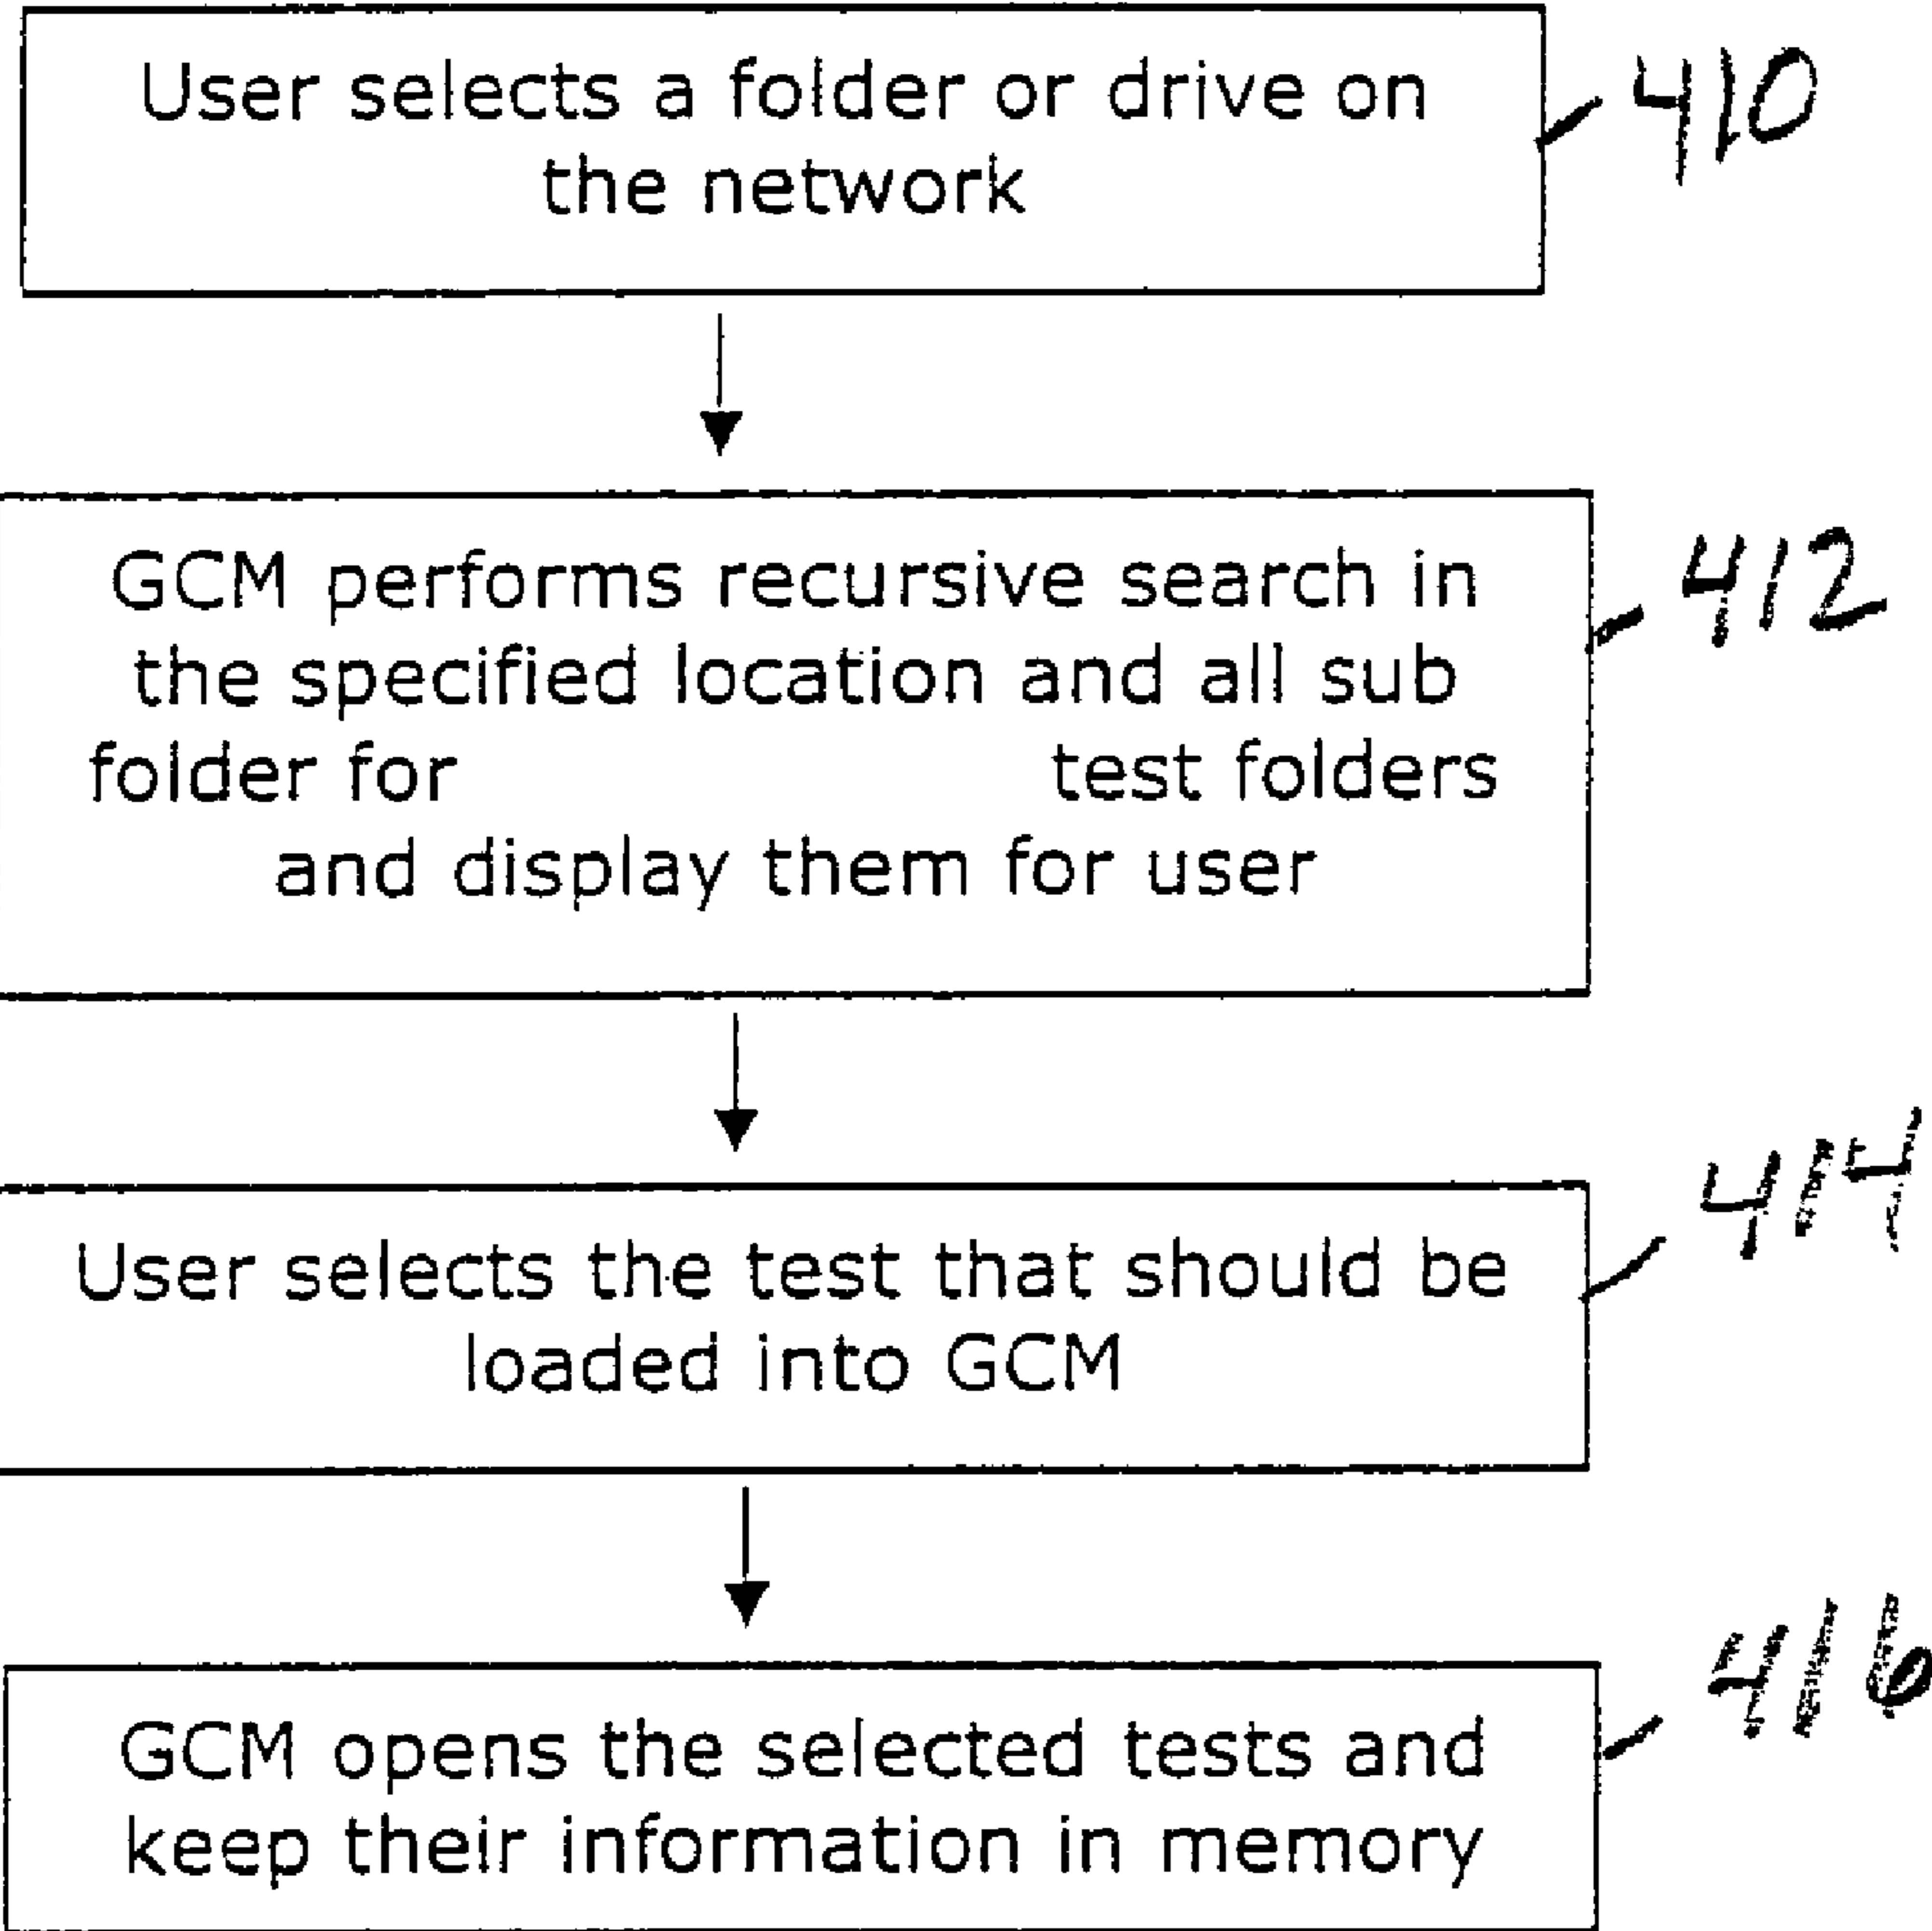 User selects a folder or drive on
the network
410
GCM performs recursive search in
the specified location and all sub
folder for test folders
and display them for user
412
User selects the test that should be
loaded into GCM
414
GCM opens the selected tests and
keep their information in memory
416